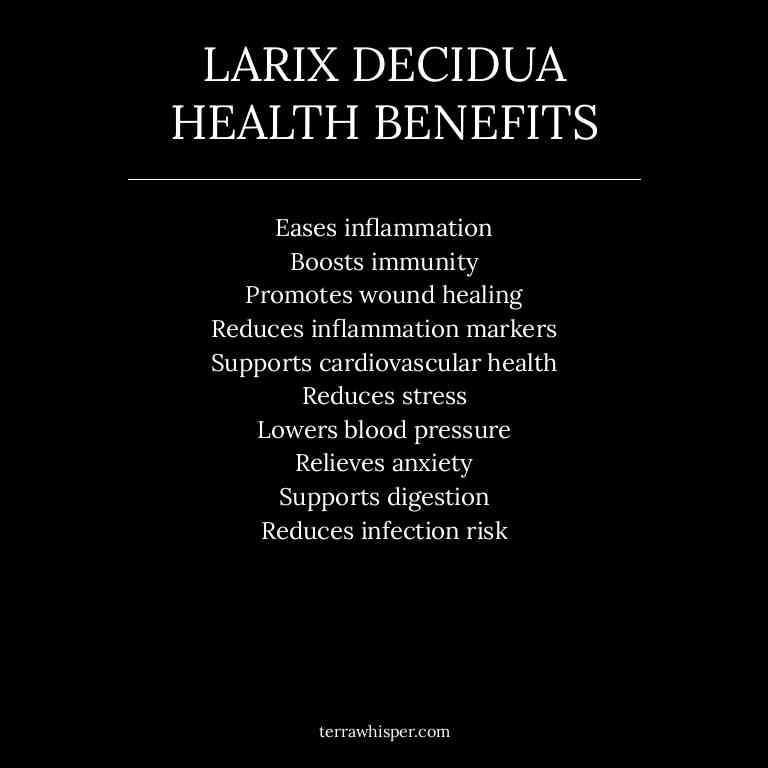 LARIX DECIDUA
HEALTH BENEFITS
Eases inflammation
Boosts immunity
Promotes wound healing
Reduces inflammation markers
Supports cardiovascular health
Reduces stress
Lowers blood pressure
Relieves anxiety
Supports digestion
Reduces infection risk
terrawhisper.com